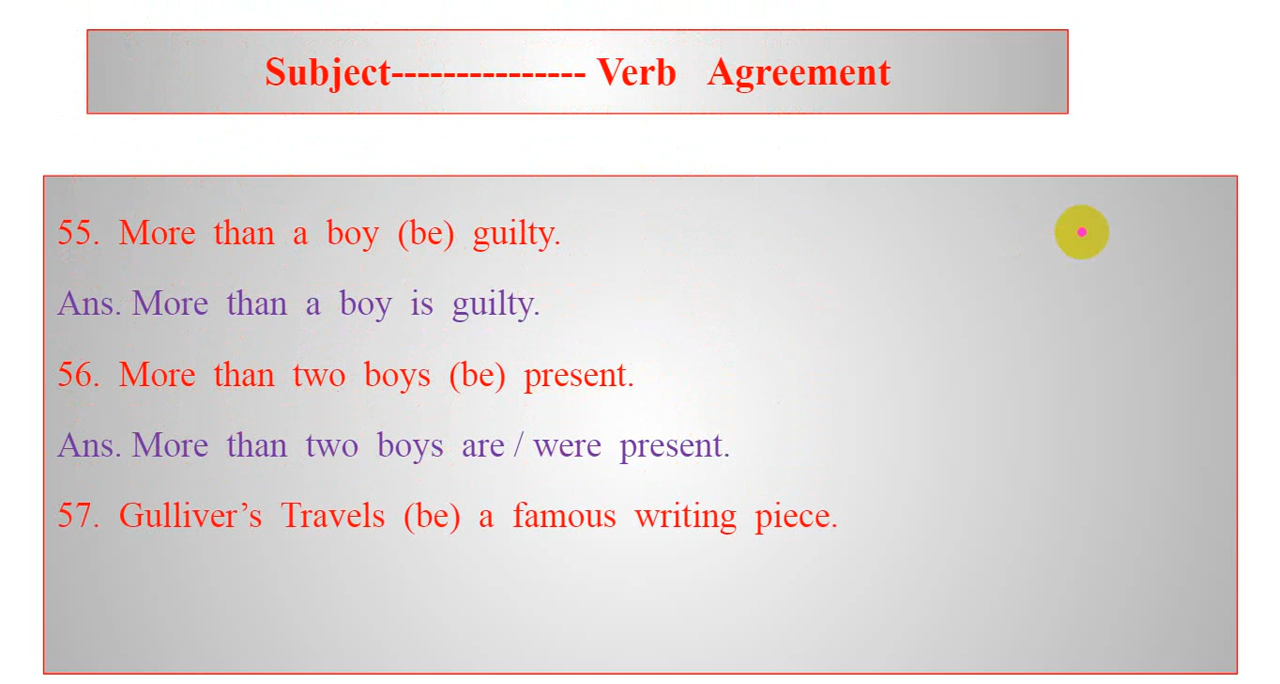 Subject--------------- Verb Agreement
55. More than a boy (be) guilty.
Ans. More than a boy is guilty.
56. More than two boys (be) present.
Ans. More than two boys are / were present.
57. Gulliver’s Travels (be) a famous writing piece.